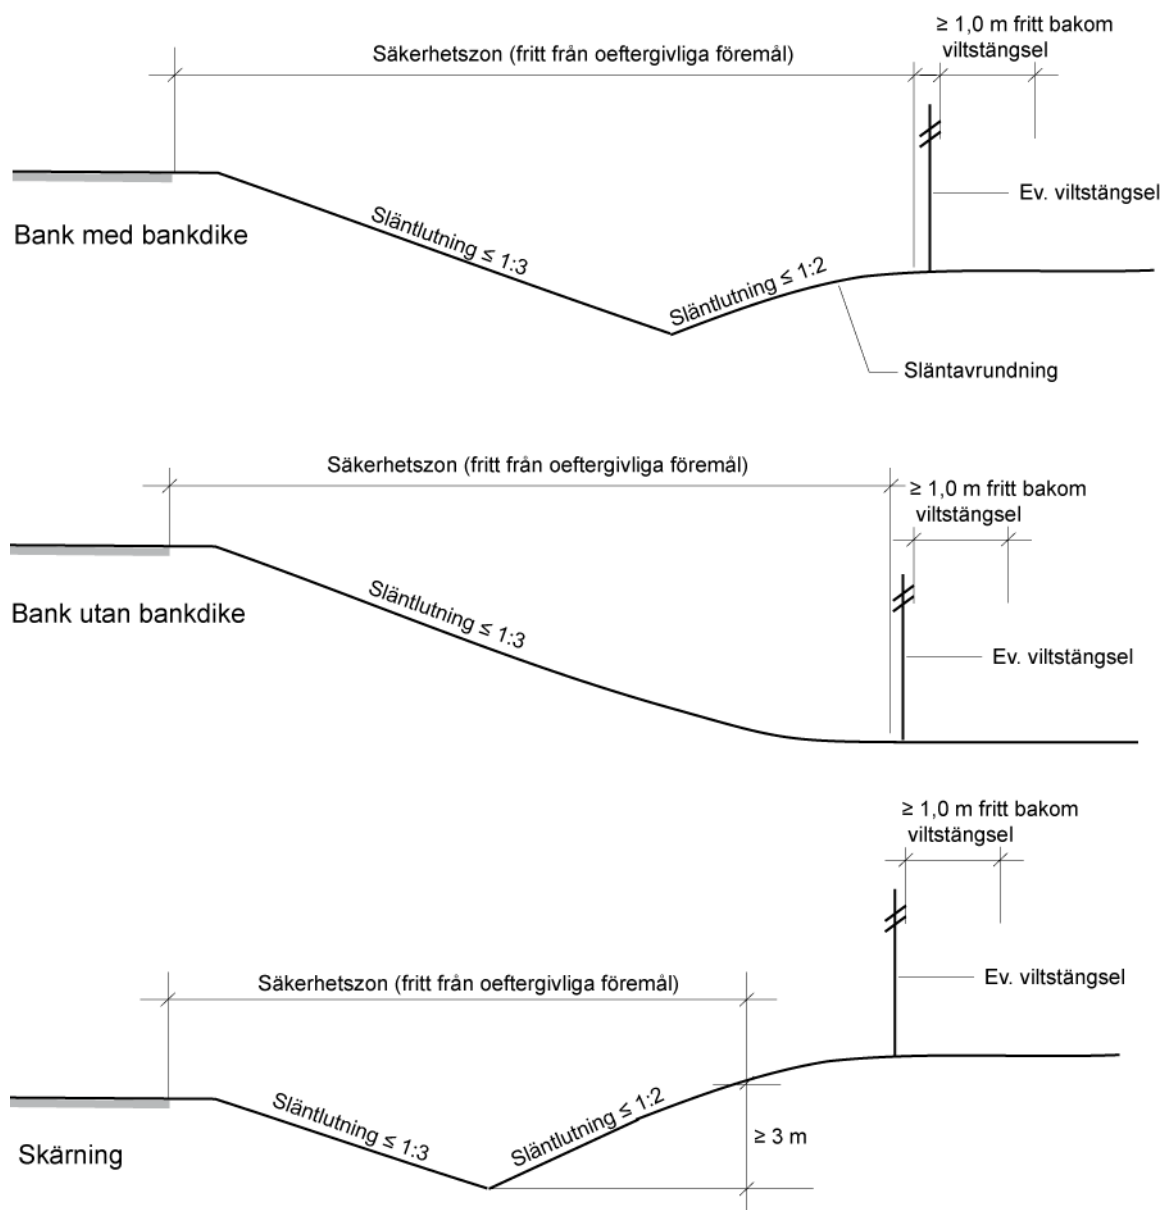 ≥ 1,0 m fritt bakom
viltstängsel
Säkerhetszon (fritt från oeftergivliga föremål)
Ev. viltstängsel
Bank med bankdike
Släntlutning ≤ 1:3
Släntlutning ≤ 1:2
Släntavrundning
Säkerhetszon (fritt från oeftergivliga föremål)
≥ 1,0 m fritt bakom
viltstängsel
Bank utan bankdike
Släntlutning ≤ 1:3
Ev. viltstängsel
≥ 1,0 m fritt bakom
viltstängsel
Säkerhetszon (fritt från oeftergivliga föremål)
Ev. viltstängsel
Släntlutning ≤ 1:3
Släntlutning ≤ 1:2
≥ 3 m
Skärning